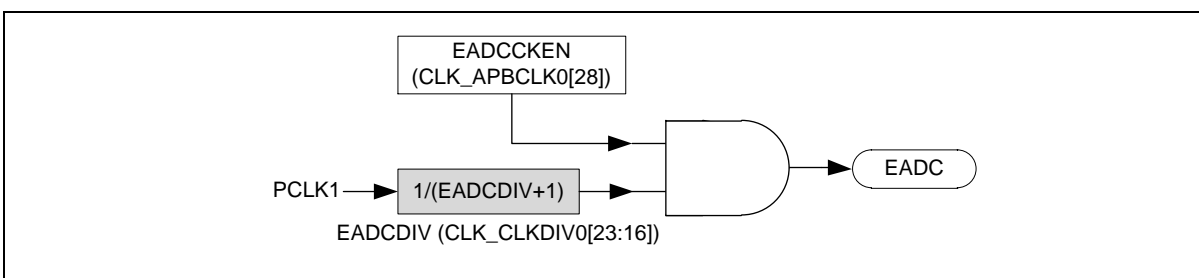 EADCCKEN
(CLK_APBCLK0[28])
EADC
PCLK1
1/(EADCDIV+1)
EADCDIV (CLK_CLKDIV0[23:16])